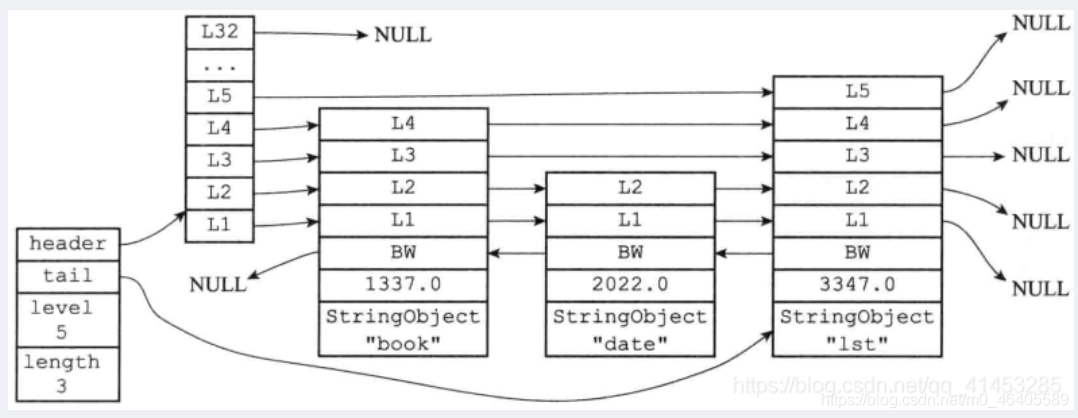 L32
...
L5
L4
L3
L2
L1
NULL
header
tail
level
5
length
3
NULL
L4
L3
L2
L1
BW
1337.0
StringObject
"book"
L2
L1
BW
2022.0
StringObject
"date"
L5
L4
L3
L2
L1
BW
3347.0
StringObject
"lst"
NULL
NULL
NULL
NULL
NULL
https://blog.csdn.net/qq_41453285
https://blog.csdn.net/m0_46405589